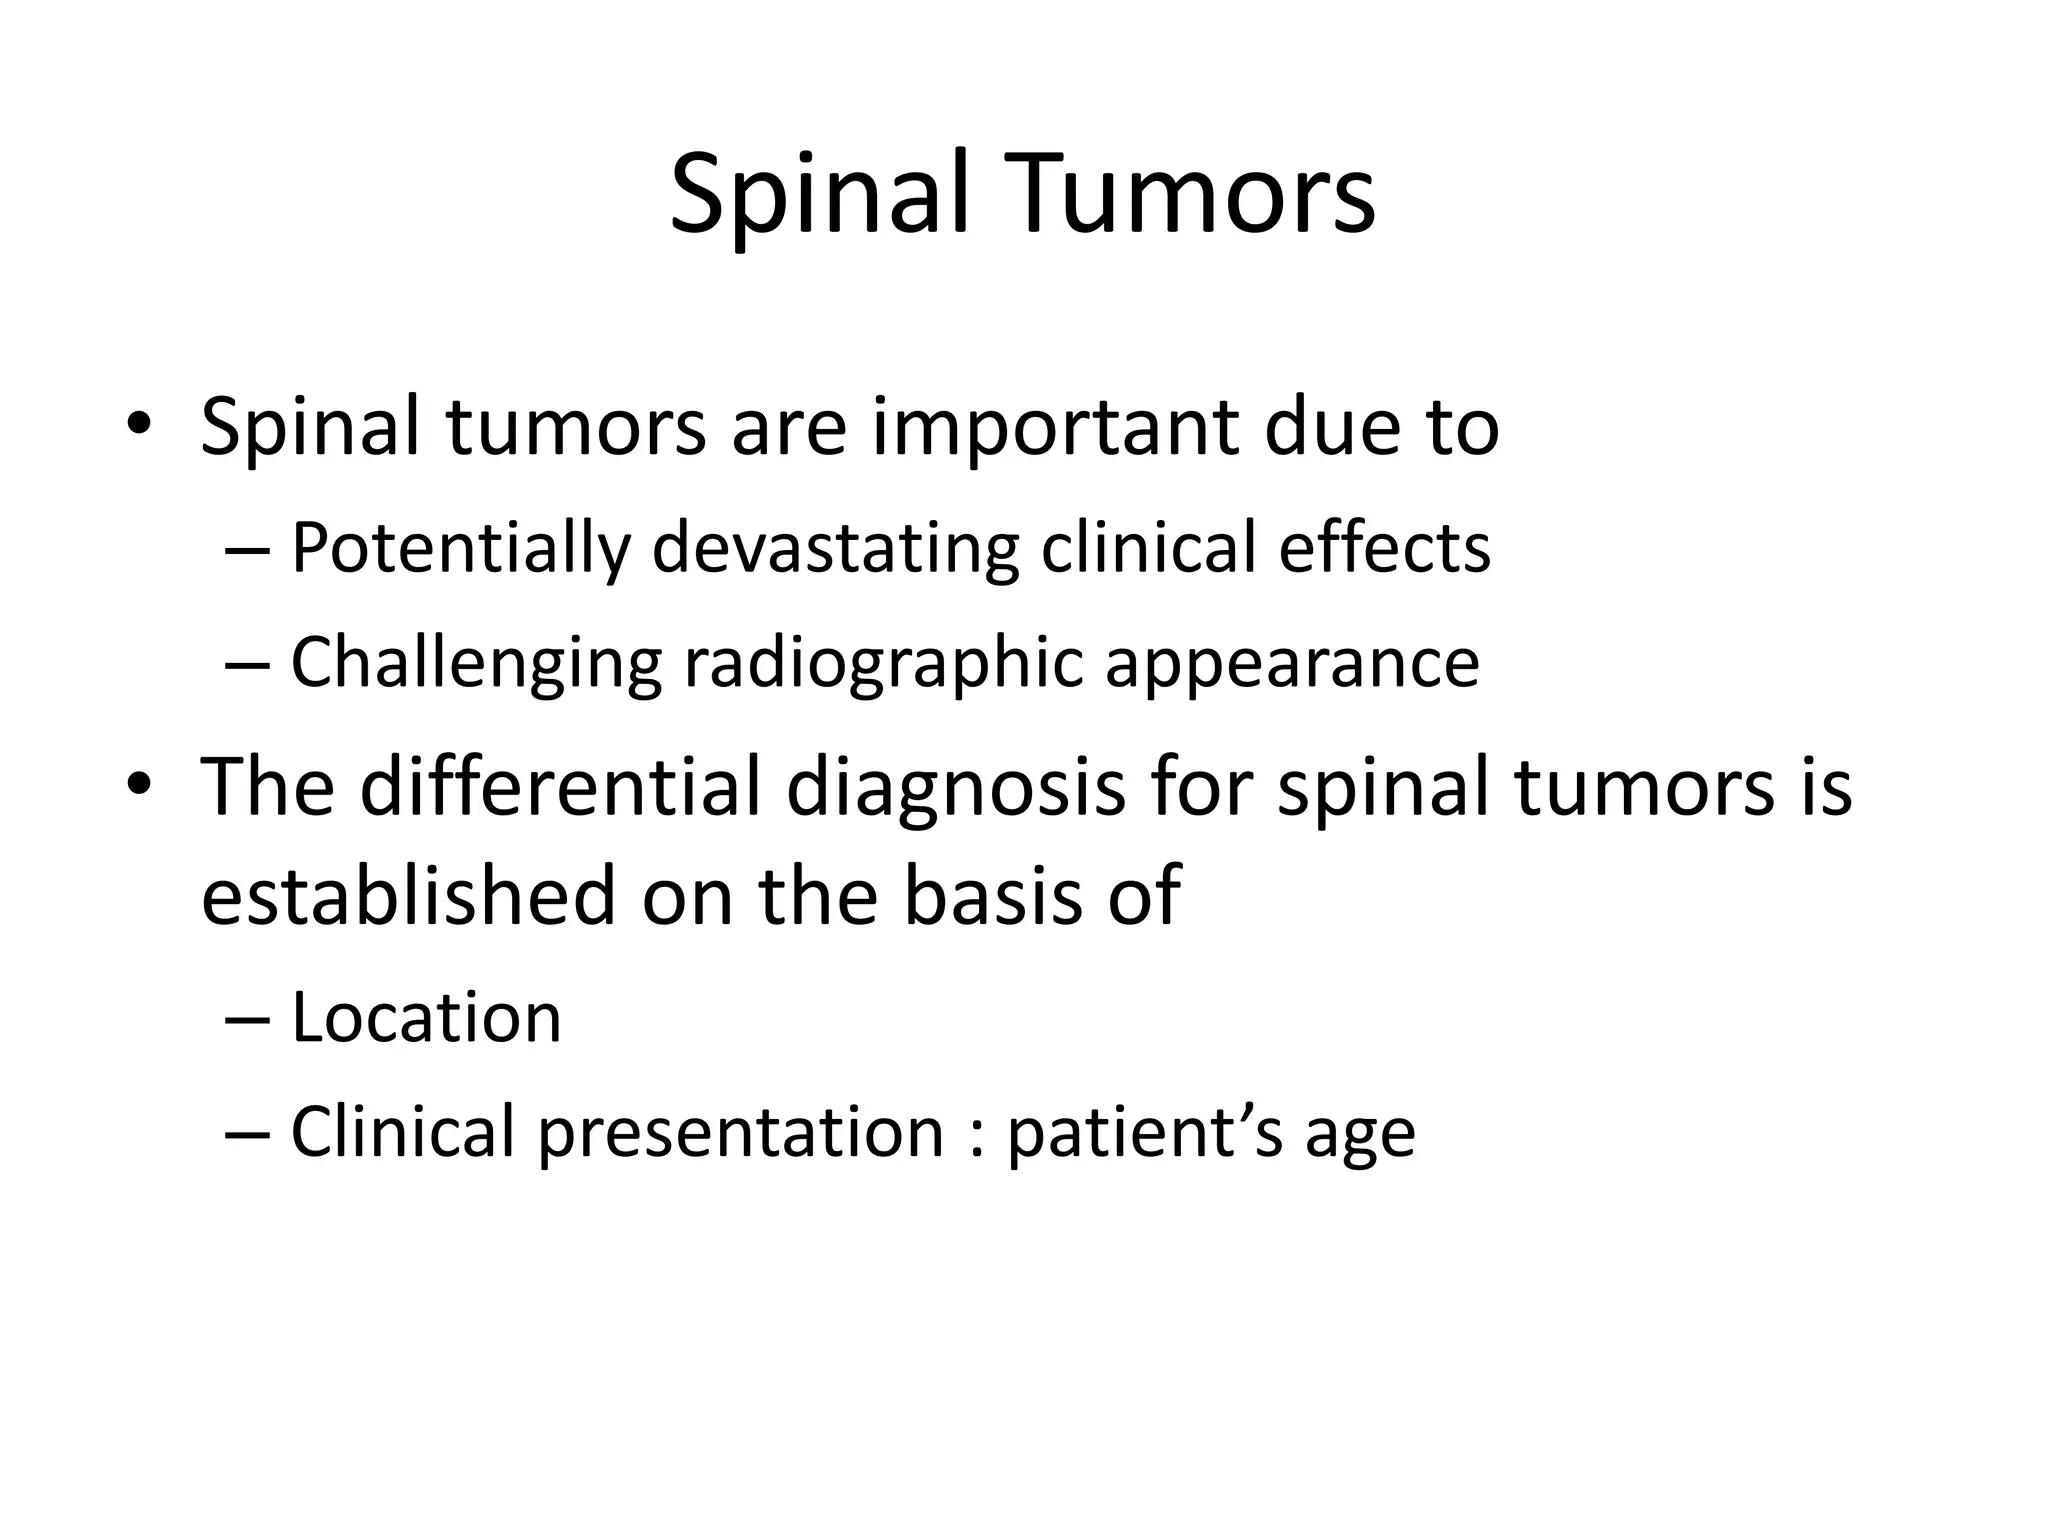 Spinal Tumors
• Spinal tumors are important due to
– Potentially devastating clinical effects
– Challenging radiographic appearance
• The differential diagnosis for spinal tumors is
established on the basis of
– Location
– Clinical presentation : patient’s age